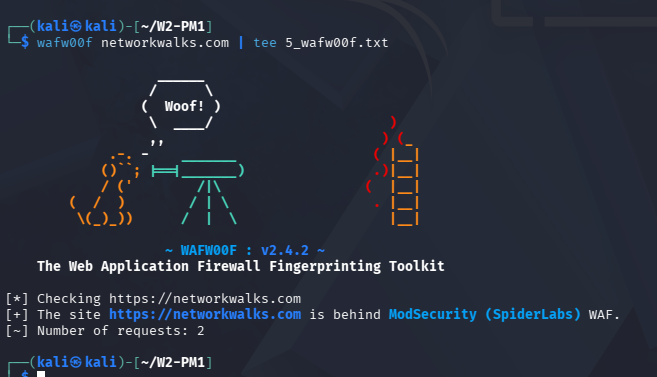 ┌──(kali㉿kali)-[~/W2-PM1]
└─$ wafw00f networkwalks.com | tee 5_wafw00f.txt
Woof!
~ WAFW00F : v2.4.2 ~
The Web Application Firewall Fingerprinting Toolkit
[*] Checking https://networkwalks.com
[+] The site https://networkwalks.com is behind ModSecurity (SpiderLabs) WAF.
[~] Number of requests: 2
┌──(kali㉿kali)-[~/W2-PM1]
└─$